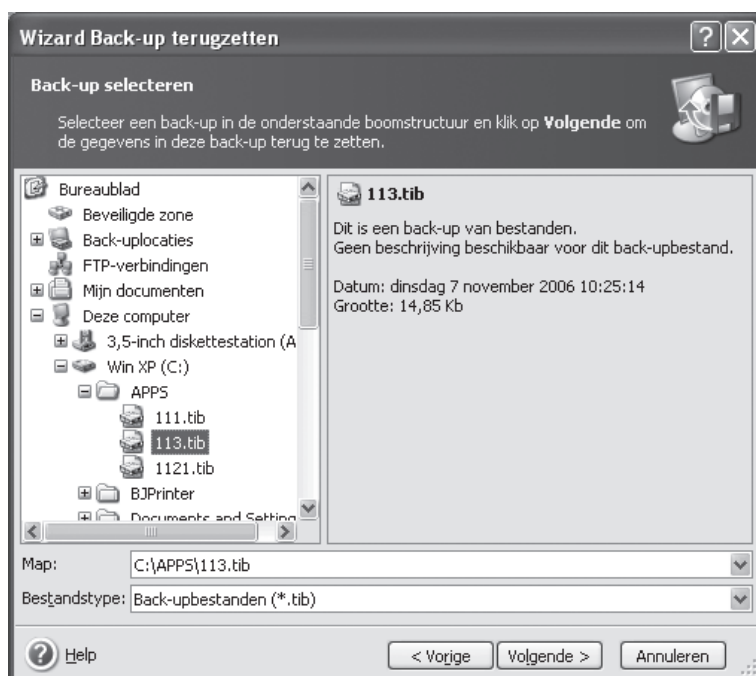 Wizard Back-up terugzetten
Back-up selecteren
Selecteer een back-up in de onderstaande boomstructuur en klik op Volgende om
de gegevens in deze back-up terug te zetten.
Bureaublad
Beveiligde zone
Back-uplocaties
FTP-verbindingen
Mijn documenten
Deze computer
3,5-inch diskettestation (A
Win XP (C:)
APPS
111.tib
113.tib
1121.tib
BJPrinter
Documents and Setting
113.tib
Dit is een back-up van bestanden.
Geen beschrijving beschikbaar voor dit back-upbestand.
Datum: dinsdag 7 november 2006 10:25:14
Grootte: 14,85 Kb
Map:
C:\APPS\113.tib
Bestandstype:
Back-upbestanden (*.tib)
Help
< Vorige
Volgende >
Annuleren